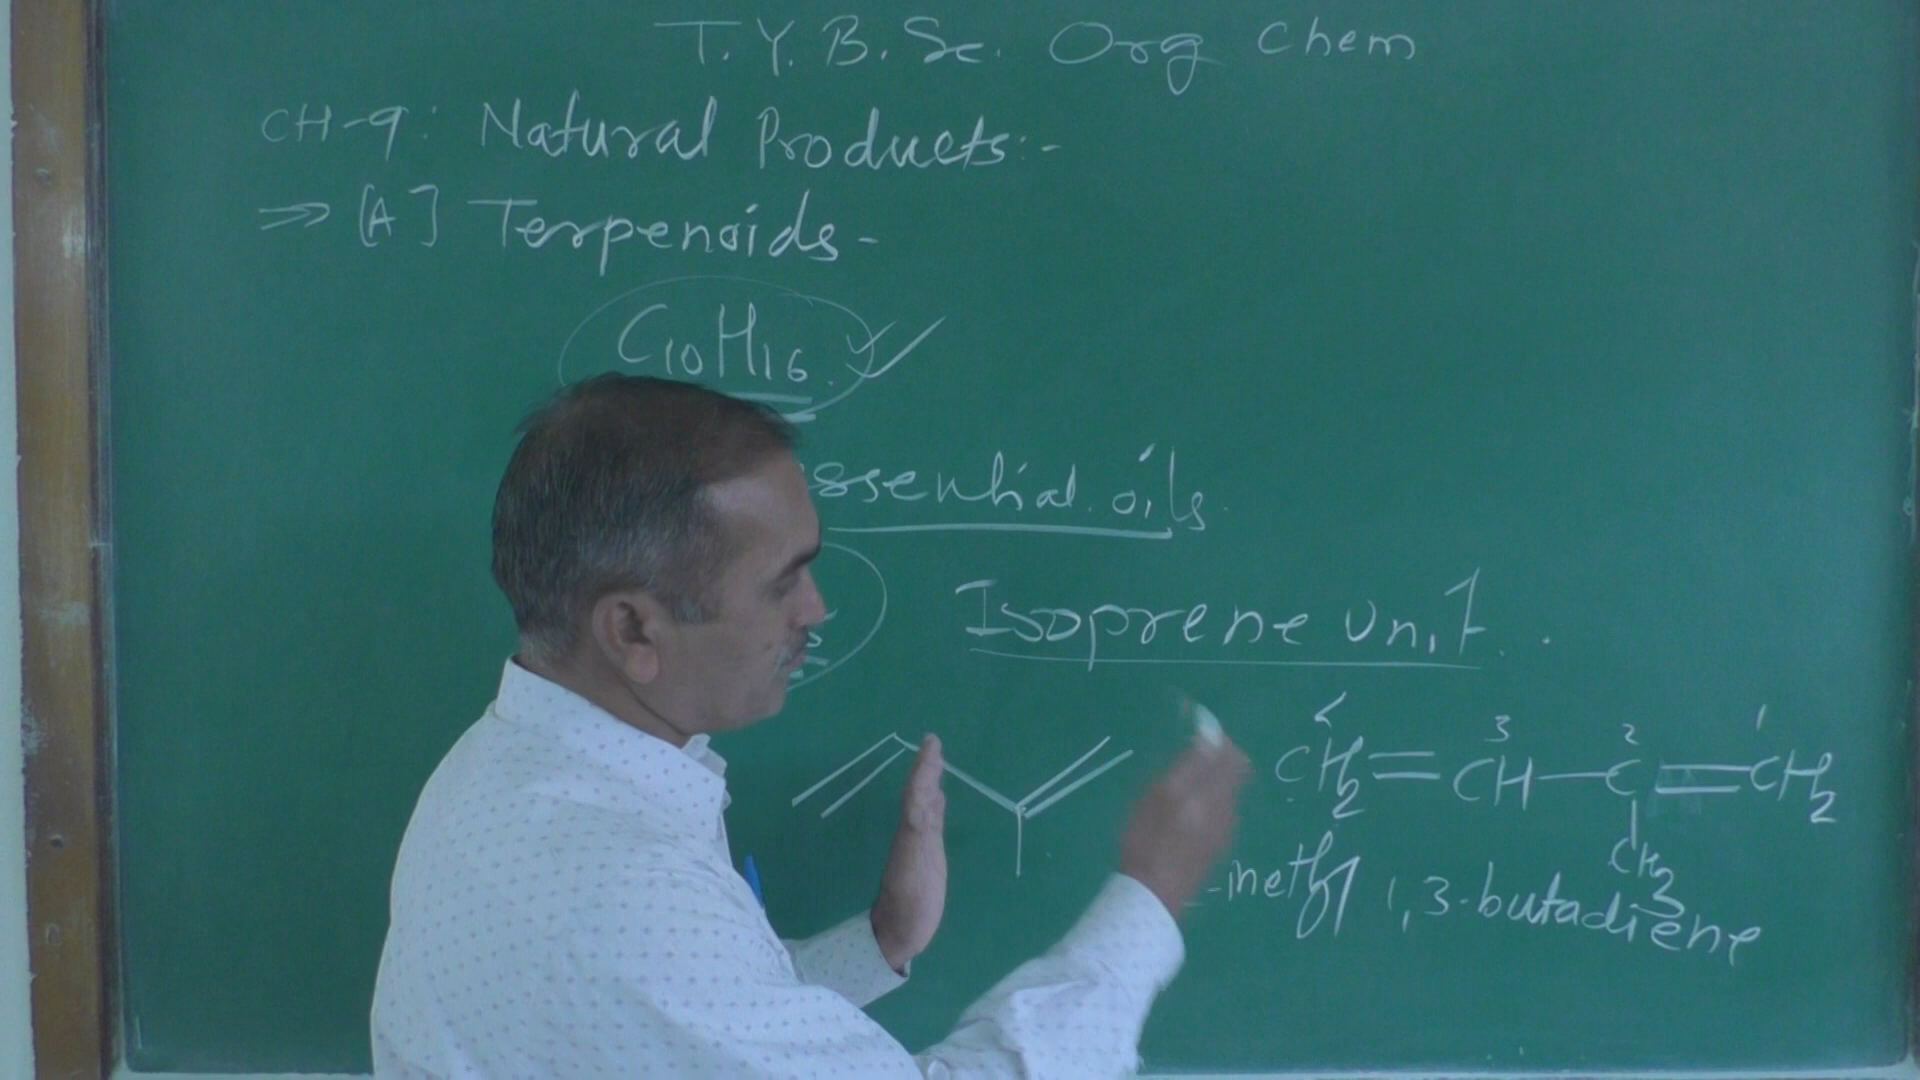 T.Y.B.Sc. Org Chem
CH-9: Natural Products:-
⇒ [A] Terpenoids-
C10H16.
essential oils.
Isoprene unit.
4 3 2 1
CH2=CH-C=CH2
CH3
-methyl 1,3-butadiene